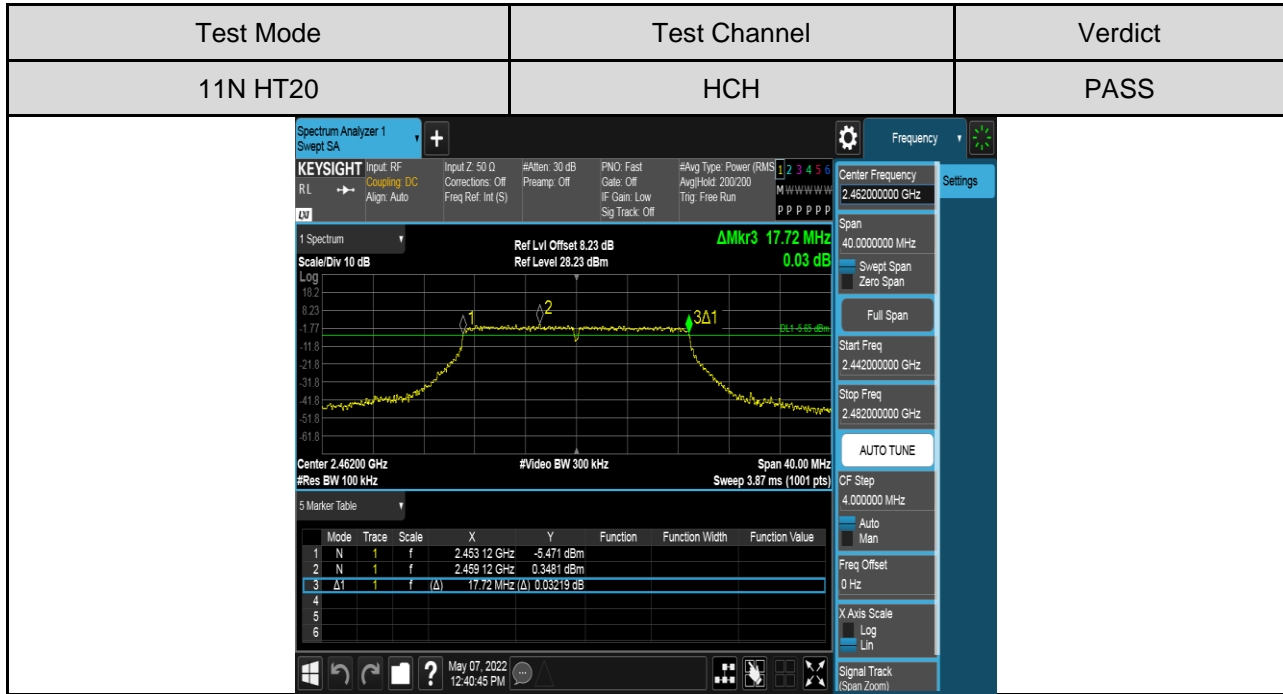 Test Mode Test Channel Verdict
11N HT20 HCH PASS
Spectrum Analyzer 1
Swept SA
+
Frequency
KEYSIGHT Input: RF Input Z: 50 Ω #Atten: 30 dB PNO: Fast #Avg Type: Power (RMS 1 2 3 4 5 6
RL Coupling: DC Corrections: Off Preamp: Off Gate: Off Avg|Hold: 200/200 M W W W W W
Align: Auto Freq Ref: Int (S) IF Gain: Low Trig: Free Run
LXI Sig Track: Off P P P P P P
1 Spectrum Ref Lvl Offset 8.23 dB ΔMkr3 17.72 MHz
Scale/Div 10 dB Ref Level 28.23 dBm 0.03 dB
Log
18.2
8.23
-1.77
-11.8
-21.8
-31.8
-41.8
-51.8
-61.8
1 2 3Δ1
DL1 -5.65 dBm
Center 2.46200 GHz #Video BW 300 kHz Span 40.00 MHz
#Res BW 100 kHz Sweep 3.87 ms (1001 pts)
5 Marker Table
Mode Trace Scale X Y Function Function Width Function Value
1 N 1 f 2.453 12 GHz -5.471 dBm
2 N 1 f 2.459 12 GHz 0.3481 dBm
3 Δ1 1 f (Δ) 17.72 MHz (Δ) 0.03219 dB
4
5
6
May 07, 2022
12:40:45 PM
?
Center Frequency
2.462000000 GHz
Settings
Span
40.0000000 MHz
Swept Span
Zero Span
Full Span
Start Freq
2.442000000 GHz
Stop Freq
2.482000000 GHz
AUTO TUNE
CF Step
4.000000 MHz
Auto
Man
Freq Offset
0 Hz
X Axis Scale
Log
Lin
Signal Track
(Span Zoom)